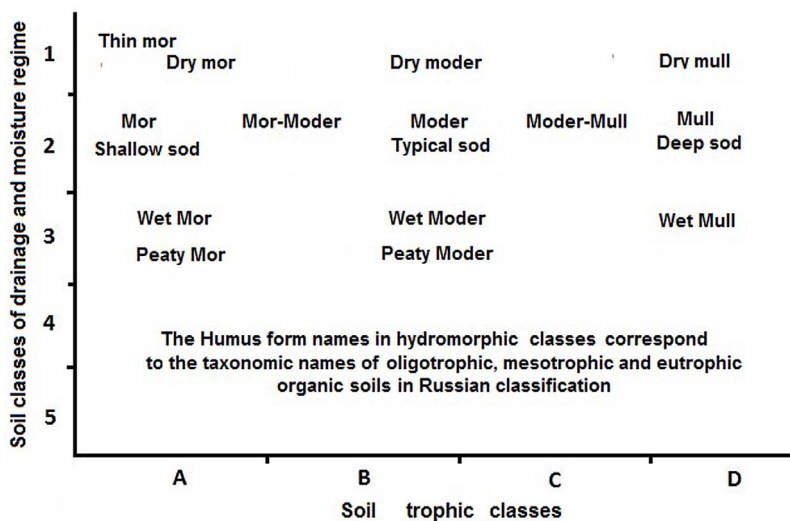 Soil classes of drainage and moisture regime
1
Thin mor
Dry mor Dry moder Dry mull
2
Mor Mor-Moder Moder Moder-Mull Mull
Shallow sod Typical sod Deep sod
3
Wet Mor Wet Moder Wet Mull
Peaty Mor Peaty Moder
4
The Humus form names in hydromorphic classes correspond
to the taxonomic names of oligotrophic, mesotrophic and eutrophic
organic soils in Russian classification
5
A B C D
Soil trophic classes